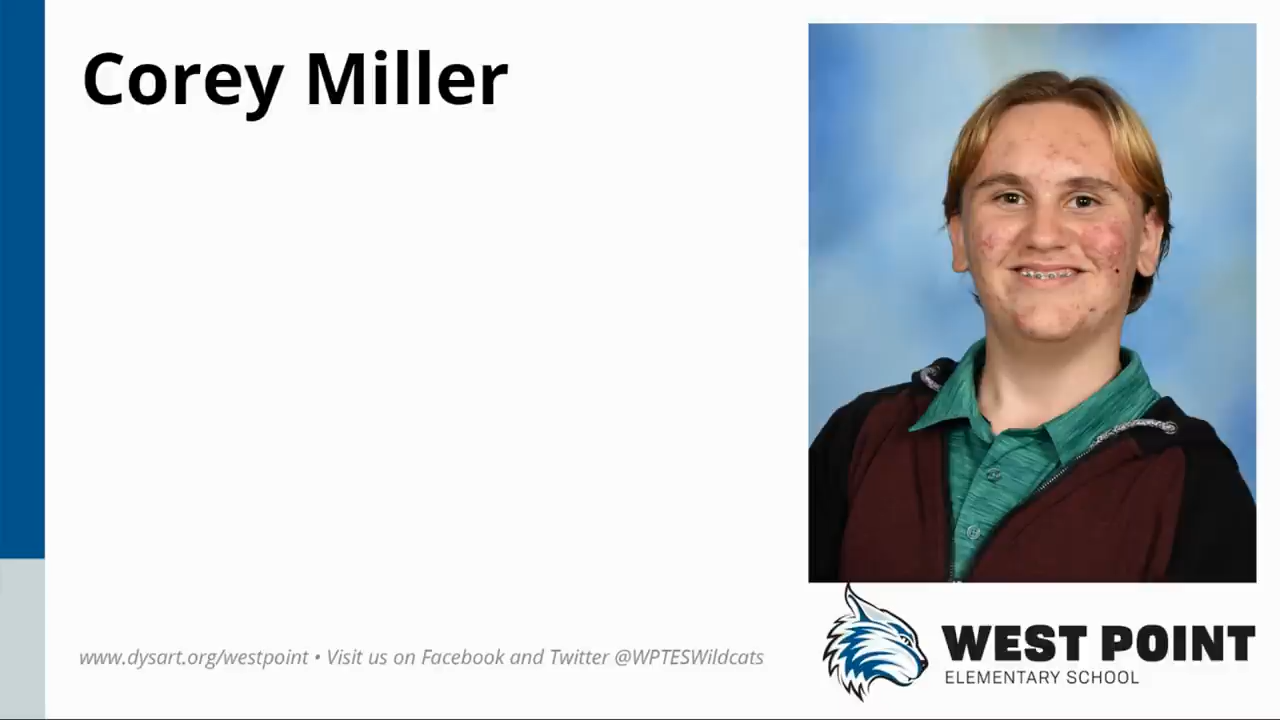 Corey Miller
www.dysart.org/westpoint • Visit us on Facebook and Twitter @WPTESWildcats
WEST POINT
ELEMENTARY SCHOOL